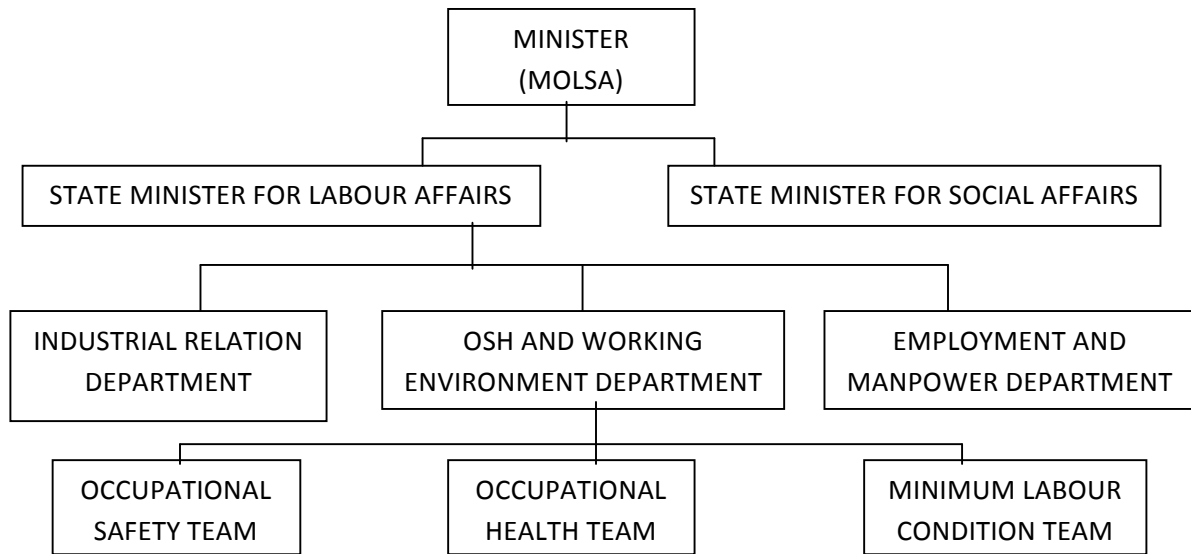 MINISTER
(MOLSA)
STATE MINISTER FOR LABOUR AFFAIRS
STATE MINISTER FOR SOCIAL AFFAIRS
INDUSTRIAL RELATION
DEPARTMENT
OSH AND WORKING
ENVIRONMENT DEPARTMENT
EMPLOYMENT AND
MANPOWER DEPARTMENT
OCCUPATIONAL
SAFETY TEAM
OCCUPATIONAL
HEALTH TEAM
MINIMUM LABOUR
CONDITION TEAM